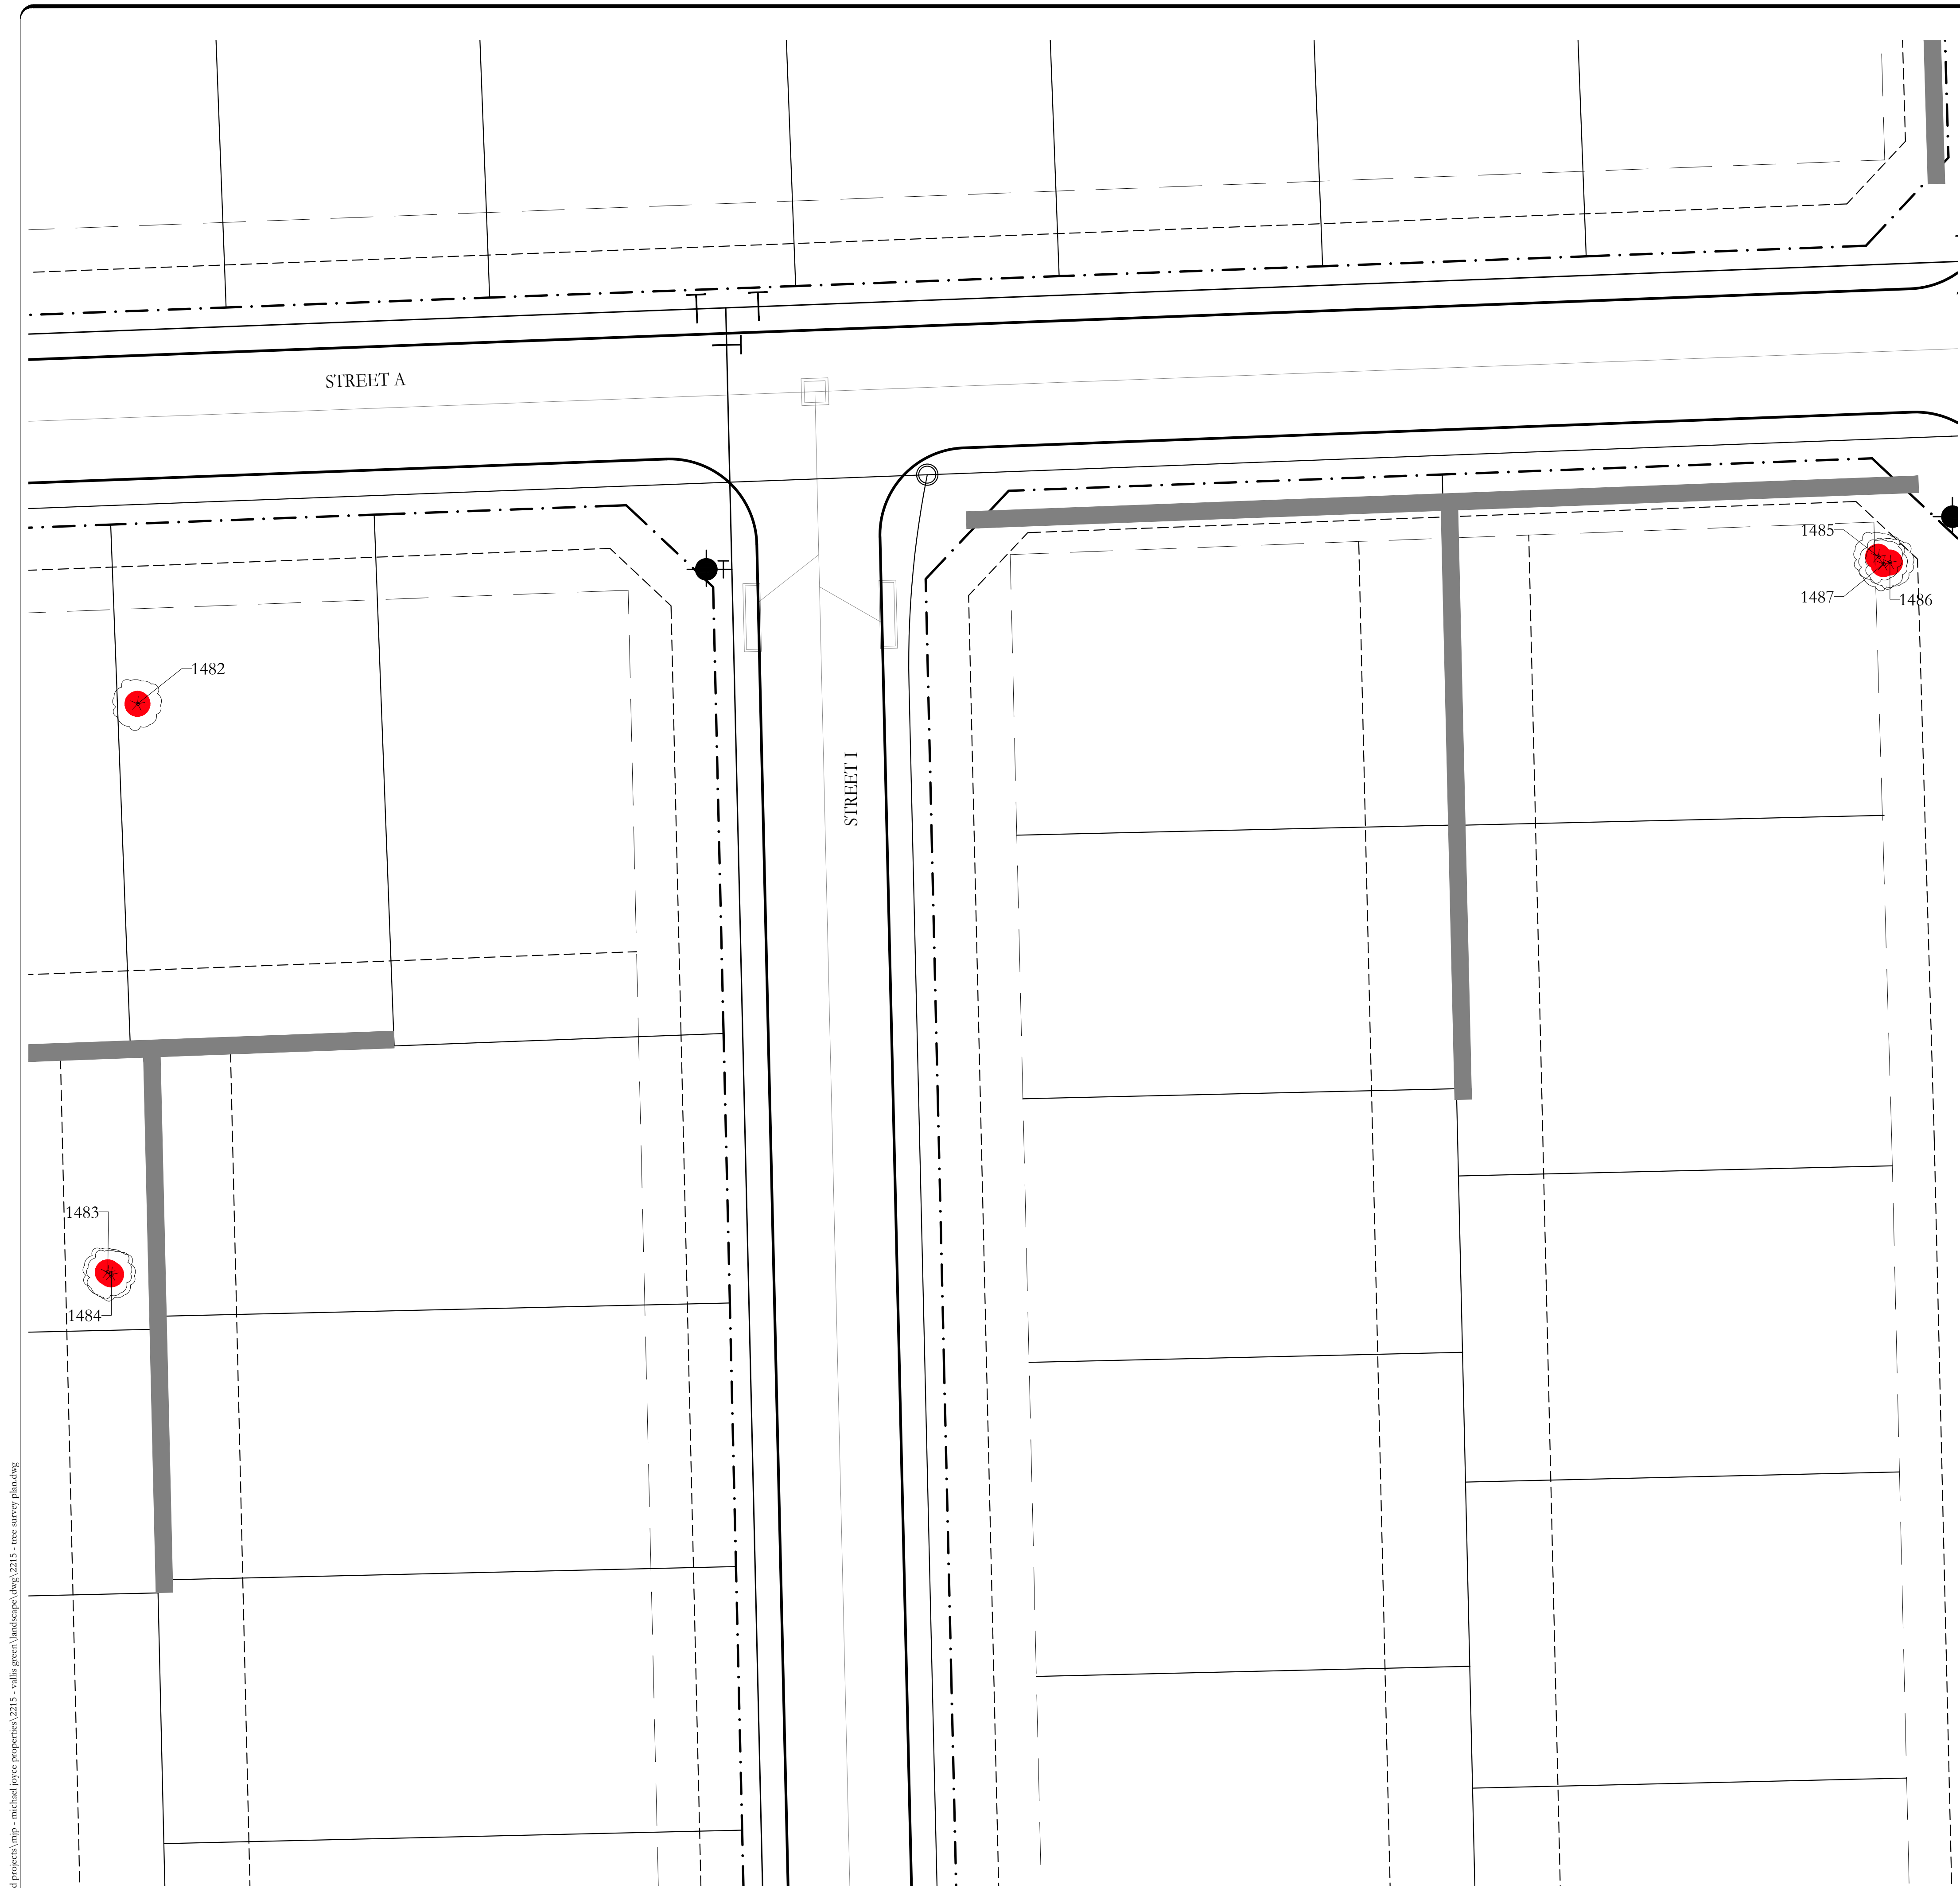 STREET A
1485
1487
1486
1482
STREET I
1483
1484
d projects\mjp - michael joyce properties\2215 - vallis green\landscape\dwg\2215 - tree survey plan.dwg